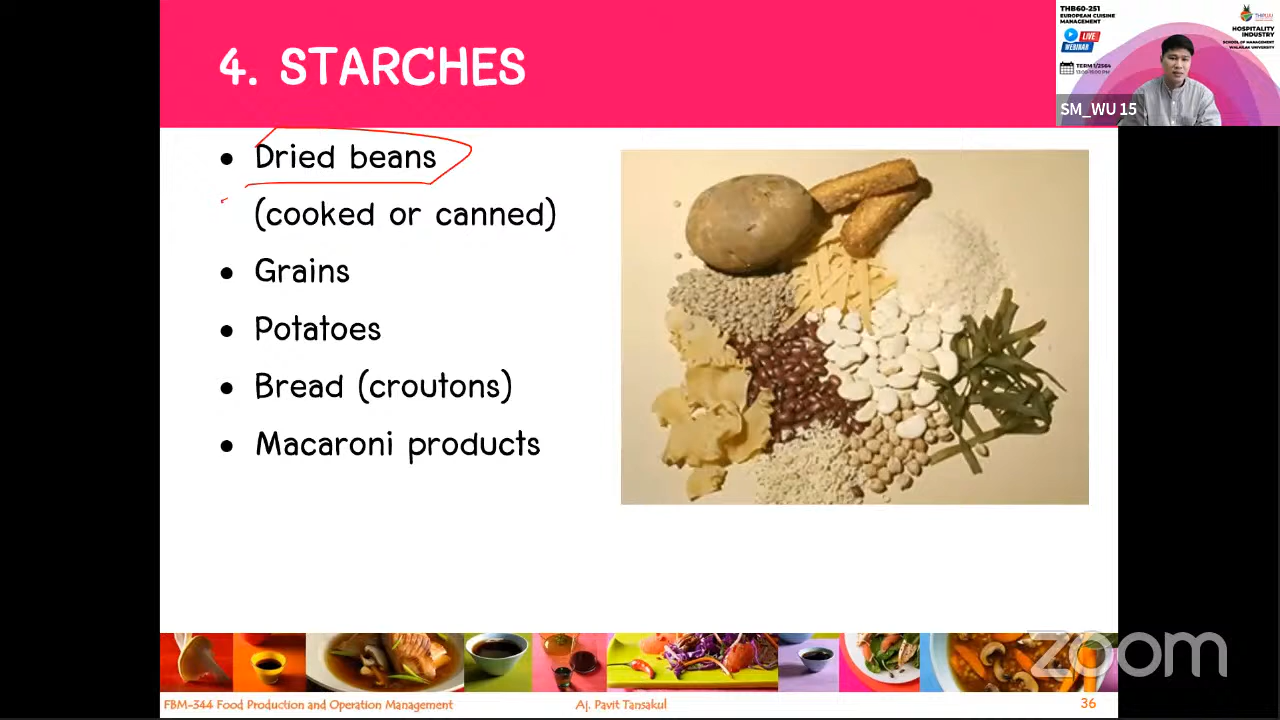 4. STARCHES
• Dried beans
(cooked or canned)
• Grains
• Potatoes
• Bread (croutons)
• Macaroni products
FBM-344 Food Production and Operation Management
Aj. Pavit Tansakul
36
THB60-251
EUROPEAN CUISINE
MANAGEMENT
LIVE
WEBINAR
TERM 1/2564
HOSPITALITY
INDUSTRY
SCHOOL OF MANAGEMENT
WALAILAK UNIVERSITY
SM_WU 15
zoom